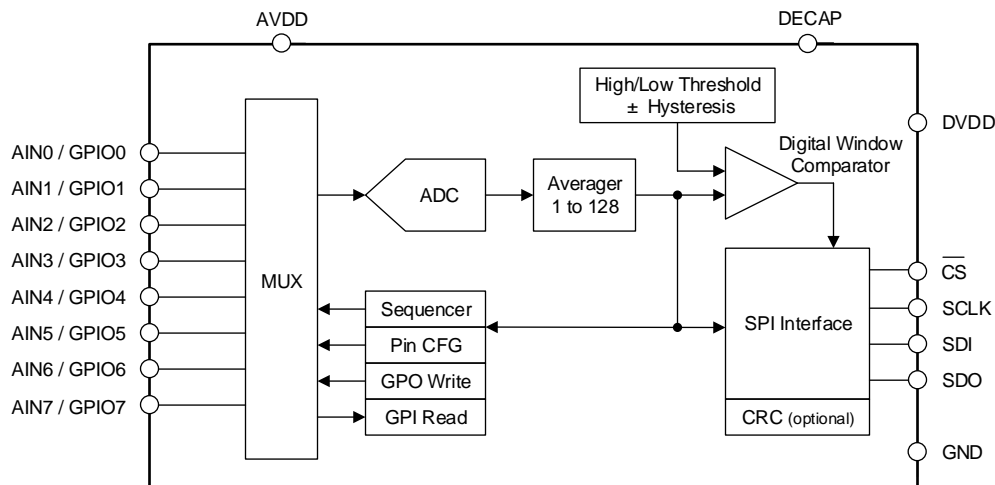 AVDD
DECAP
High/Low Threshold
± Hysteresis
DVDD
Digital Window
Comparator
AIN0 / GPIO0
AIN1 / GPIO1
AIN2 / GPIO2
AIN3 / GPIO3
AIN4 / GPIO4
AIN5 / GPIO5
AIN6 / GPIO6
AIN7 / GPIO7
MUX
ADC
Averager
1 to 128
Sequencer
Pin CFG
GPO Write
GPI Read
SPI Interface
CRC (optional)
CS
SCLK
SDI
SDO
GND